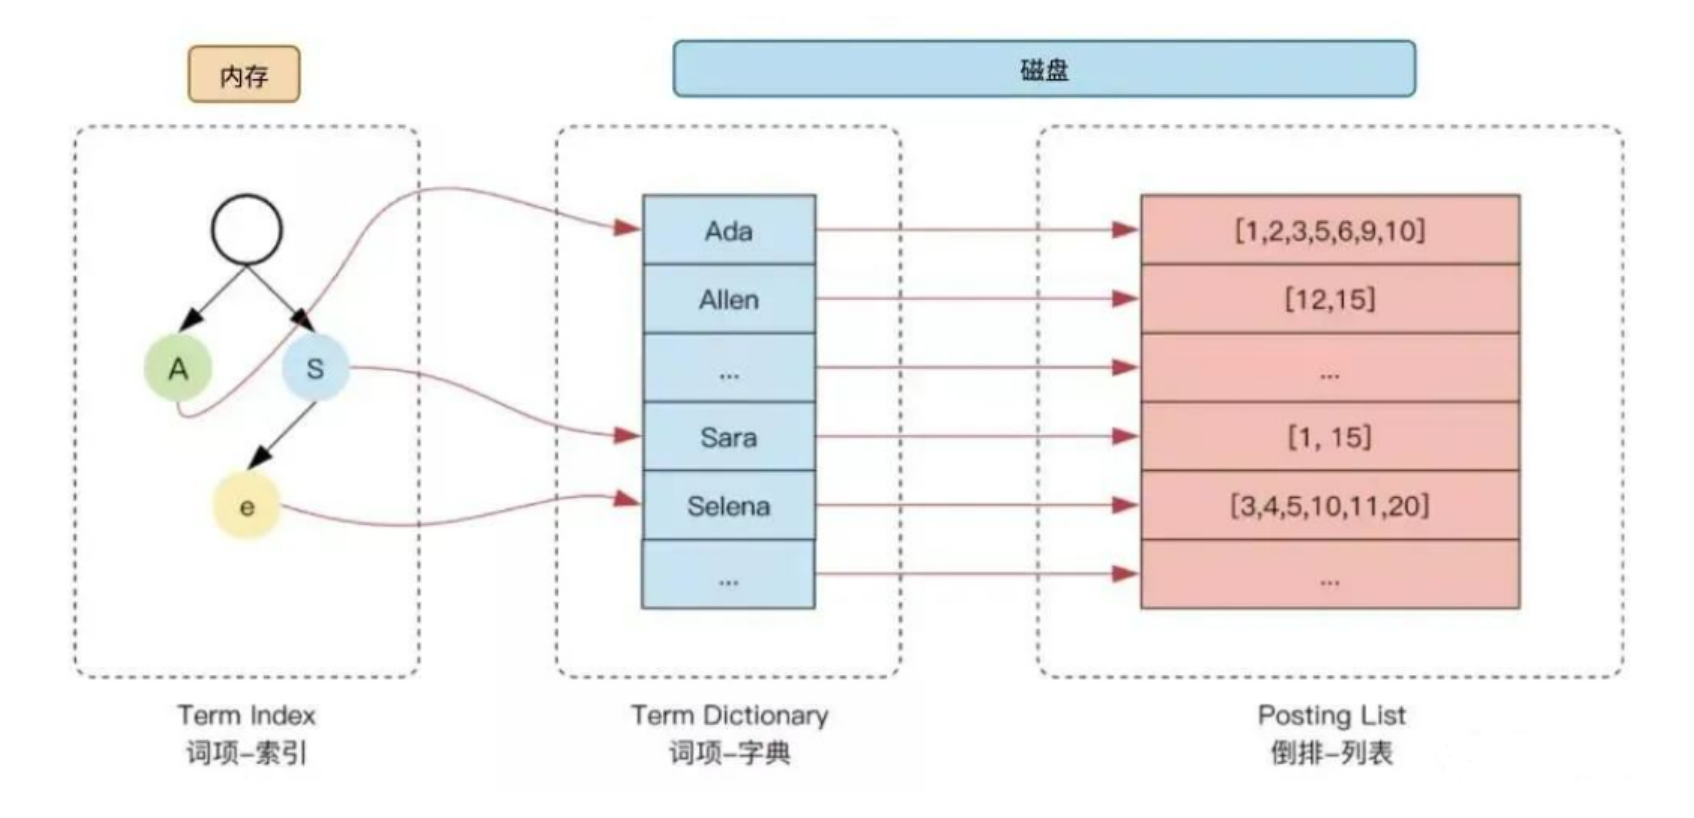 内存
磁盘
A
S
e
Ada
Allen
...
Sara
Selena
...
[1,2,3,5,6,9,10]
[12,15]
...
[1, 15]
[3,4,5,10,11,20]
...
Term Index
词项-索引
Term Dictionary
词项-字典
Posting List
倒排-列表